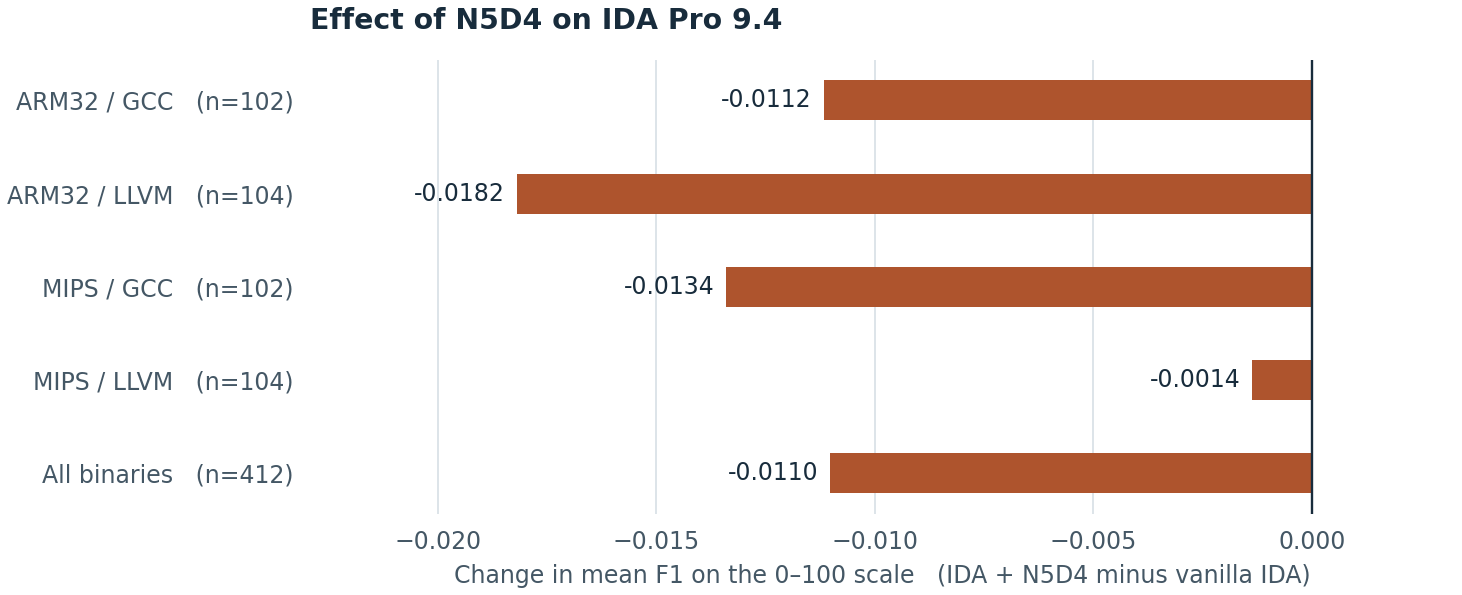 Effect of N5D4 on IDA Pro 9.4
ARM32 / GCC (n=102)
-0.0112
ARM32 / LLVM (n=104)
-0.0182
MIPS / GCC (n=102)
-0.0134
MIPS / LLVM (n=104)
-0.0014
All binaries (n=412)
-0.0110
−0.020 −0.015 −0.010 −0.005 0.000
Change in mean F1 on the 0–100 scale (IDA + N5D4 minus vanilla IDA)